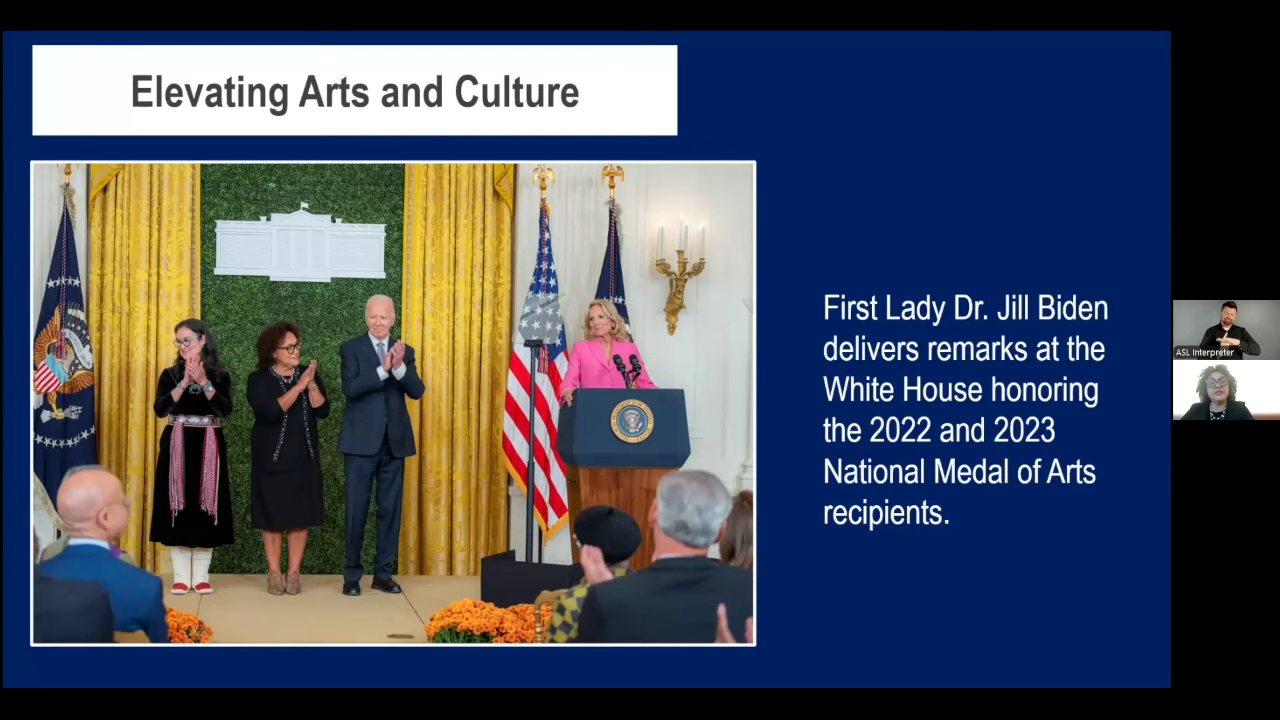 Elevating Arts and Culture
First Lady Dr. Jill Biden
delivers remarks at the
White House honoring
the 2022 and 2023
National Medal of Arts
recipients.
ASL Interpreter